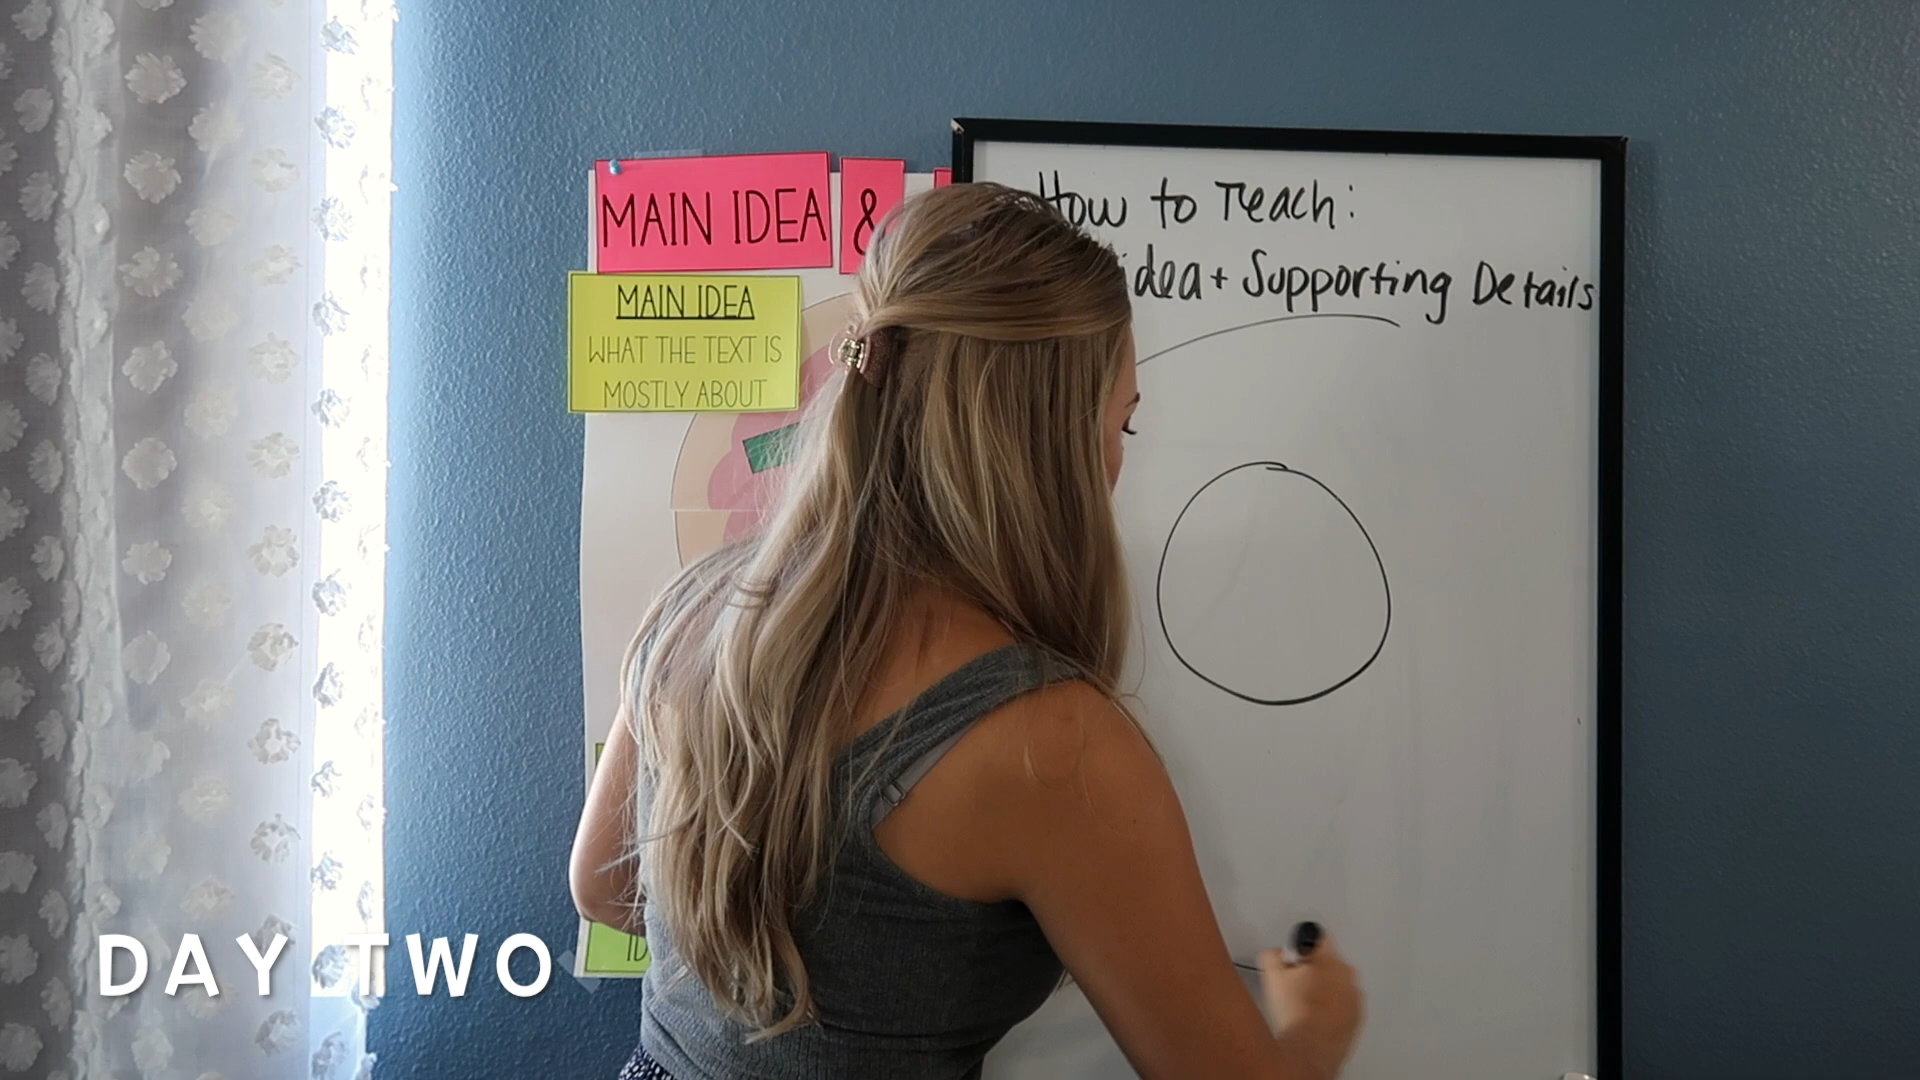 MAIN IDEA &
MAIN IDEA
WHAT THE TEXT IS
MOSTLY ABOUT
How to Teach:
idea + Supporting Details
DAY TWO